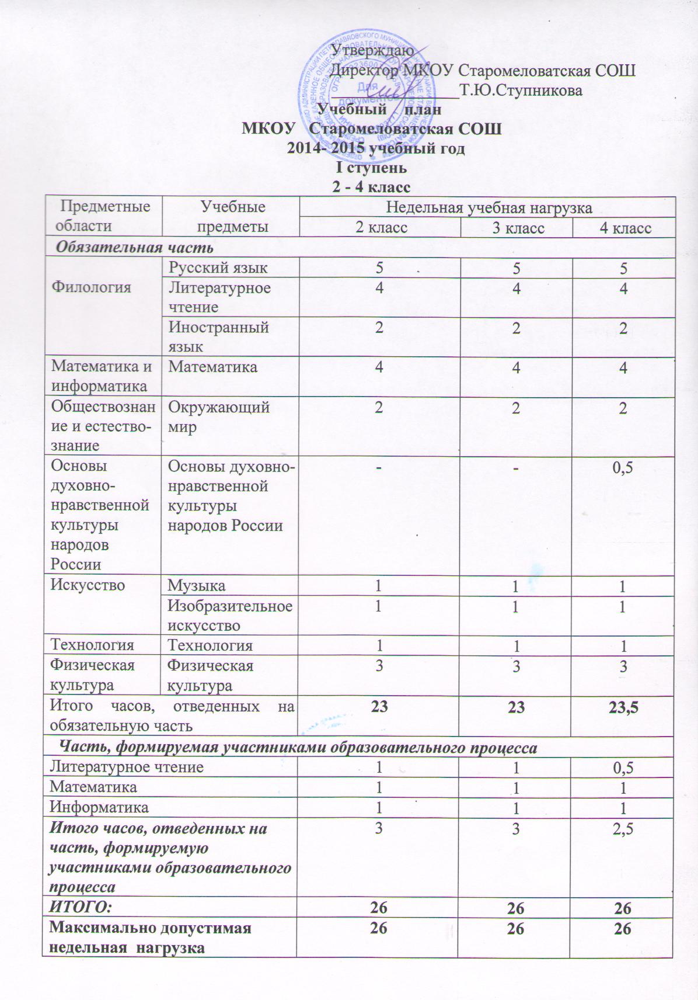 Утверждаю
Директор МКОУ Старомеловатская СОШ
_______________Т.Ю.Ступникова
Для
документов
Учебный план
МКОУ Старомеловатская СОШ
2014- 2015 учебный год
I ступень
2 - 4 класс
Предметные области Учебные предметы Недельная учебная нагрузка
2 класс 3 класс 4 класс
Обязательная часть
Филология
Русский язык 5 5 5
Литературное чтение 4 4 4
Иностранный язык 2 2 2
Математика и информатика Математика 4 4 4
Обществознан
ие и естество-
знание
Окружающий мир 2 2 2
Основы
духовно-
нравственной
культуры
народов
России
Основы духовно-
нравственной
культуры
народов России
- - 0,5
Искусство Музыка 1 1 1
Изобразительное искусство 1 1 1
Технология Технология 1 1 1
Физическая культура Физическая культура 3 3 3
Итого часов, отведенных на
обязательную часть
23 23 23,5
Часть, формируемая участниками образовательного процесса
Литературное чтение 1 1 0,5
Математика 1 1 1
Информатика 1 1 1
Итого часов, отведенных на
часть, формируемую
участниками образовательного
процесса
3 3 2,5
ИТОГО: 26 26 26
Максимально допустимая
недельная нагрузка
26 26 26